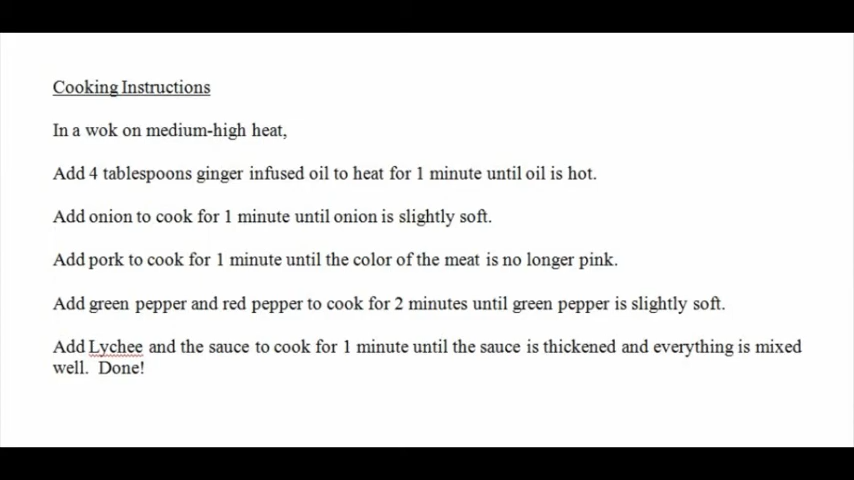 Cooking Instructions
In a wok on medium-high heat,
Add 4 tablespoons ginger infused oil to heat for 1 minute until oil is hot.
Add onion to cook for 1 minute until onion is slightly soft.
Add pork to cook for 1 minute until the color of the meat is no longer pink.
Add green pepper and red pepper to cook for 2 minutes until green pepper is slightly soft.
Add Lychee and the sauce to cook for 1 minute until the sauce is thickened and everything is mixed
well.  Done!